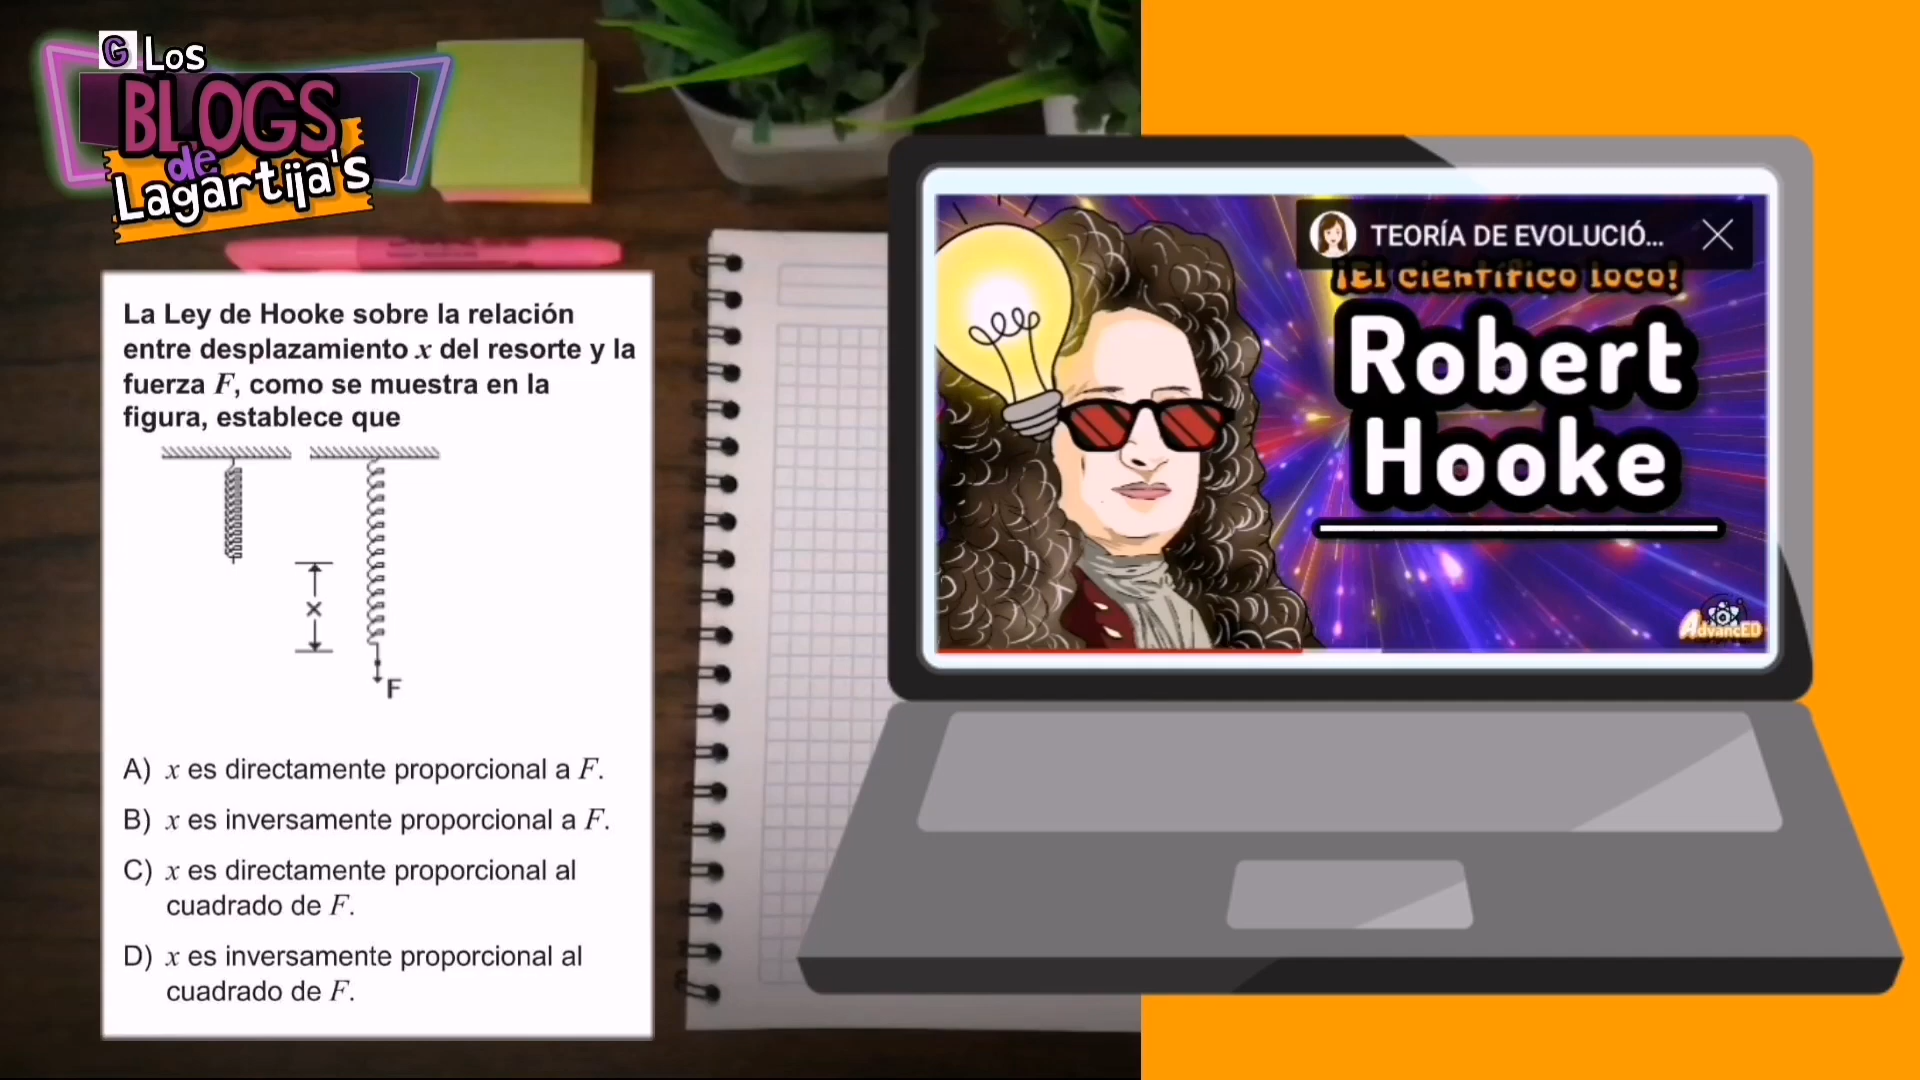 G Los
BLOGS
de
Lagartija's
La Ley de Hooke sobre la relación
entre desplazamiento x del resorte y la
fuerza F, como se muestra en la
figura, establece que
x
F
A) x es directamente proporcional a F.
B) x es inversamente proporcional a F.
C) x es directamente proporcional al
cuadrado de F.
D) x es inversamente proporcional al
cuadrado de F.
TEORÍA DE EVOLUCIÓ...
¡El científico loco!
Robert
Hooke
AdvancED